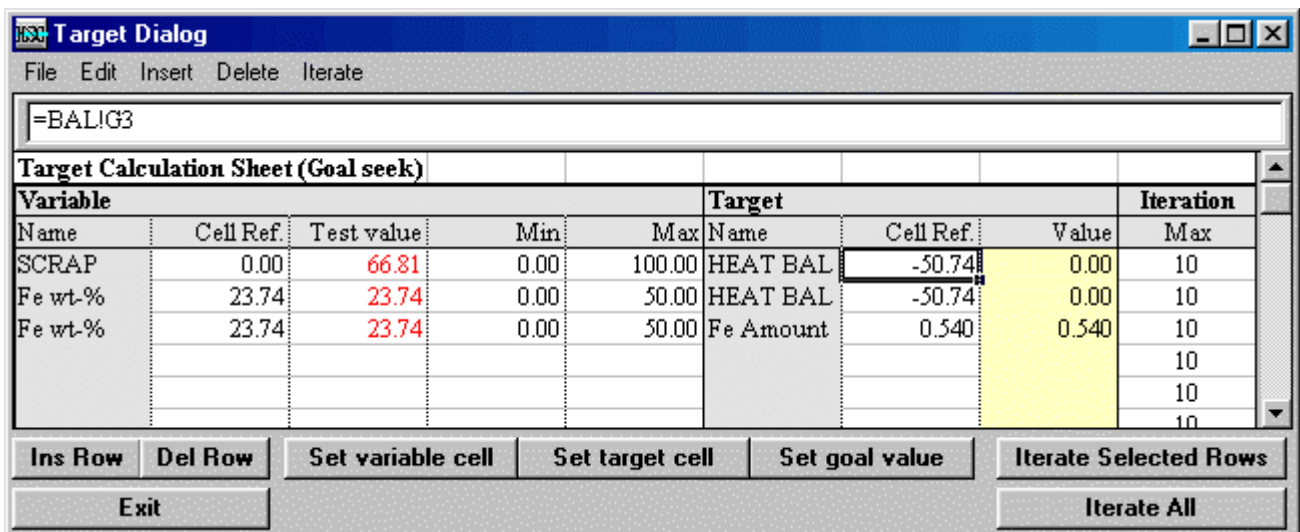 HSC Target Dialog
File Edit Insert Delete Iterate
=BAL!G3
Target Calculation Sheet (Goal seek)
Variable Target Iteration
Name Cell Ref. Test value Min Max Name Cell Ref. Value Max
SCRAP 0.00 66.81 0.00 100.00 HEAT BAL -50.74 0.00 10
Fe wt-% 23.74 23.74 0.00 50.00 HEAT BAL -50.74 0.00 10
Fe wt-% 23.74 23.74 0.00 50.00 Fe Amount 0.540 0.540 10
10
10
10
Ins Row Del Row Set variable cell Set target cell Set goal value Iterate Selected Rows
Exit Iterate All